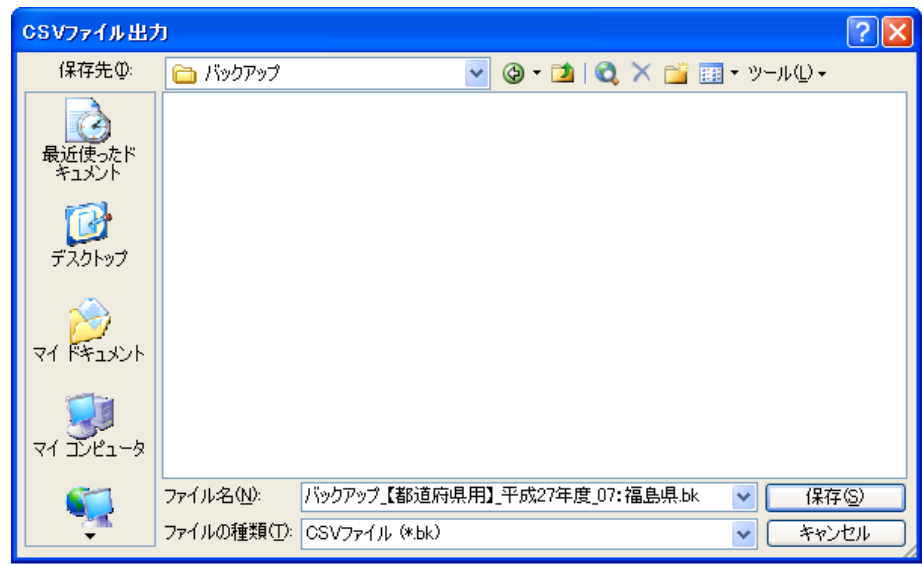 CSVファイル出力
保存先(I):
バックアップ
ツール(L)
最近使ったド
キュメント
デスクトップ
マイ ドキュメント
マイ コンピュータ
ファイル名(N):
バックアップ_【都道府県用】_平成27年度_07:福島県.bk
保存(S)
ファイルの種類(T):
CSVファイル (*.bk)
キャンセル